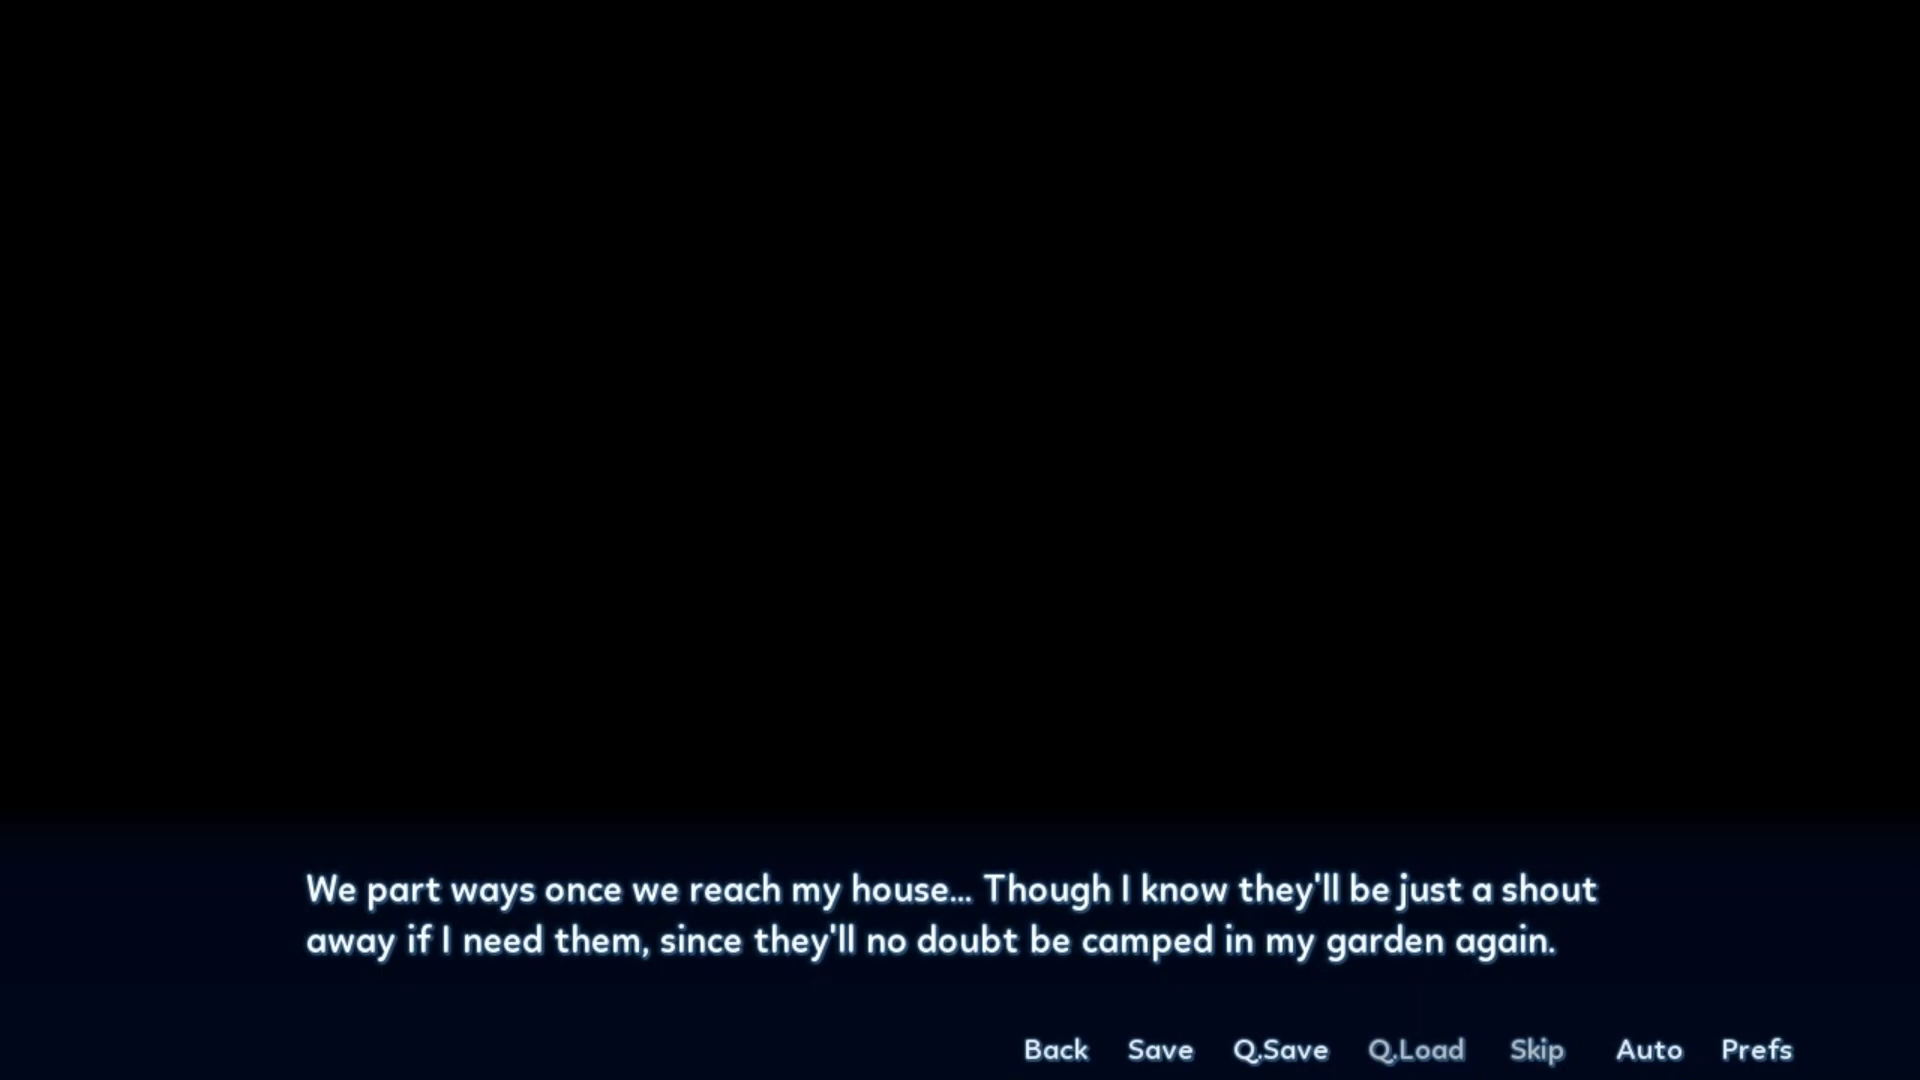 We part ways once we reach my house... Though I know they'll be just a shout
away if I need them, since they'll no doubt be camped in my garden again.
Back Save Q.Save Q.Load Skip Auto Prefs